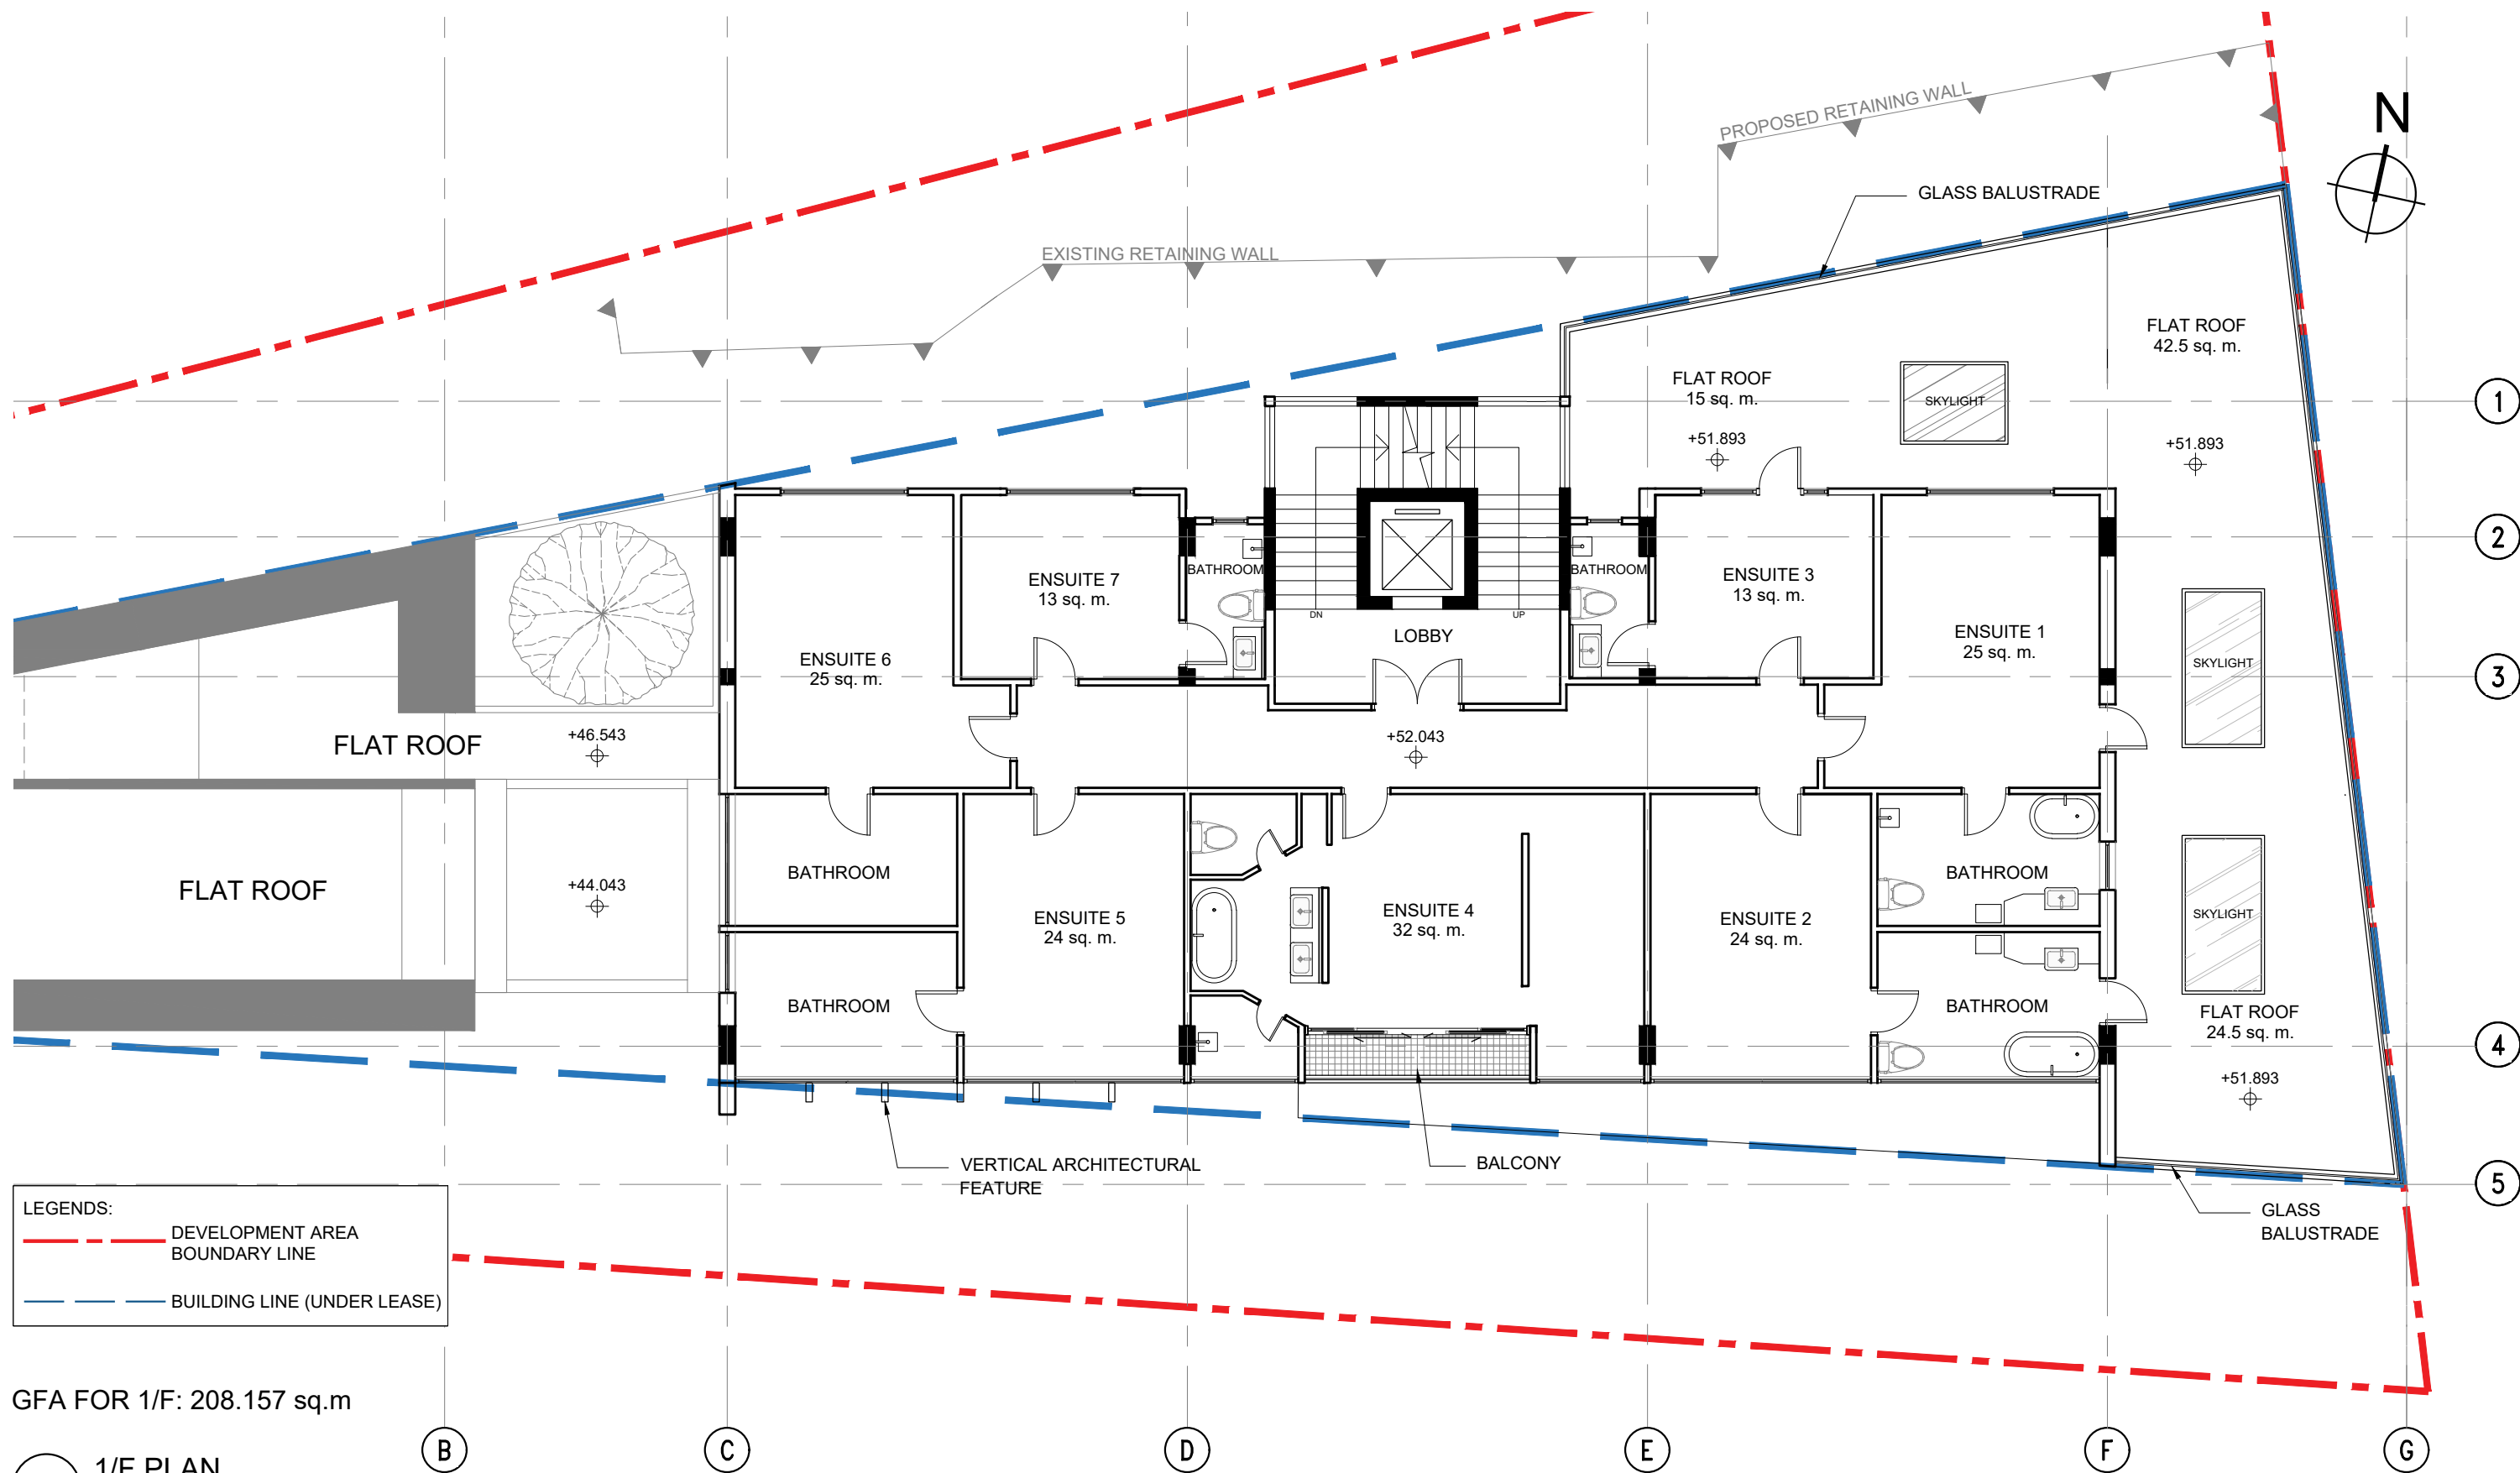 N
PROPOSED RETAINING WALL
GLASS BALUSTRADE
EXISTING RETAINING WALL
FLAT ROOF
42.5 sq. m.
FLAT ROOF
15 sq. m.
SKYLIGHT
1
+51.893
+51.893
2
BATHROOM
BATHROOM
ENSUITE 7
13 sq. m.
ENSUITE 3
13 sq. m.
DN
UP
LOBBY
ENSUITE 1
25 sq. m.
ENSUITE 6
25 sq. m.
SKYLIGHT
3
FLAT ROOF
+46.543
+52.043
FLAT ROOF
+44.043
BATHROOM
BATHROOM
ENSUITE 5
24 sq. m.
ENSUITE 4
32 sq. m.
ENSUITE 2
24 sq. m.
SKYLIGHT
BATHROOM
BATHROOM
FLAT ROOF
24.5 sq. m.
4
+51.893
VERTICAL ARCHITECTURAL
FEATURE
BALCONY
5
GLASS
BALUSTRADE
LEGENDS:
DEVELOPMENT AREA
BOUNDARY LINE
BUILDING LINE (UNDER LEASE)
GFA FOR 1/F: 208.157 sq.m
B
C
D
E
F
G
1/F PLAN